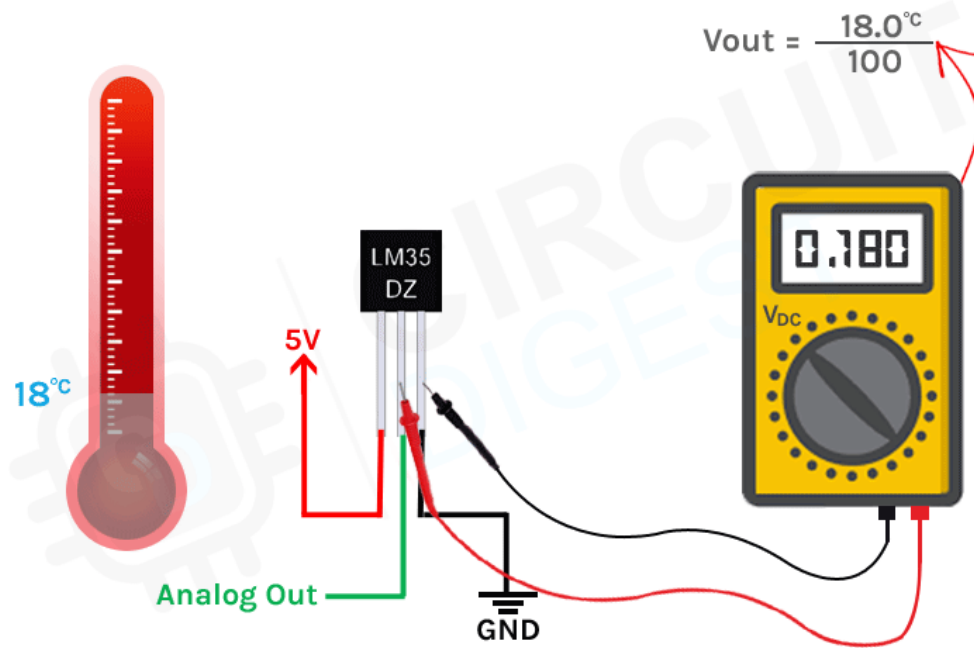 Vout = 18.0°C / 100
CIRCUIT
DIGEST
LM35
DZ
0.180
VDC
5V
18°C
Analog Out
GND